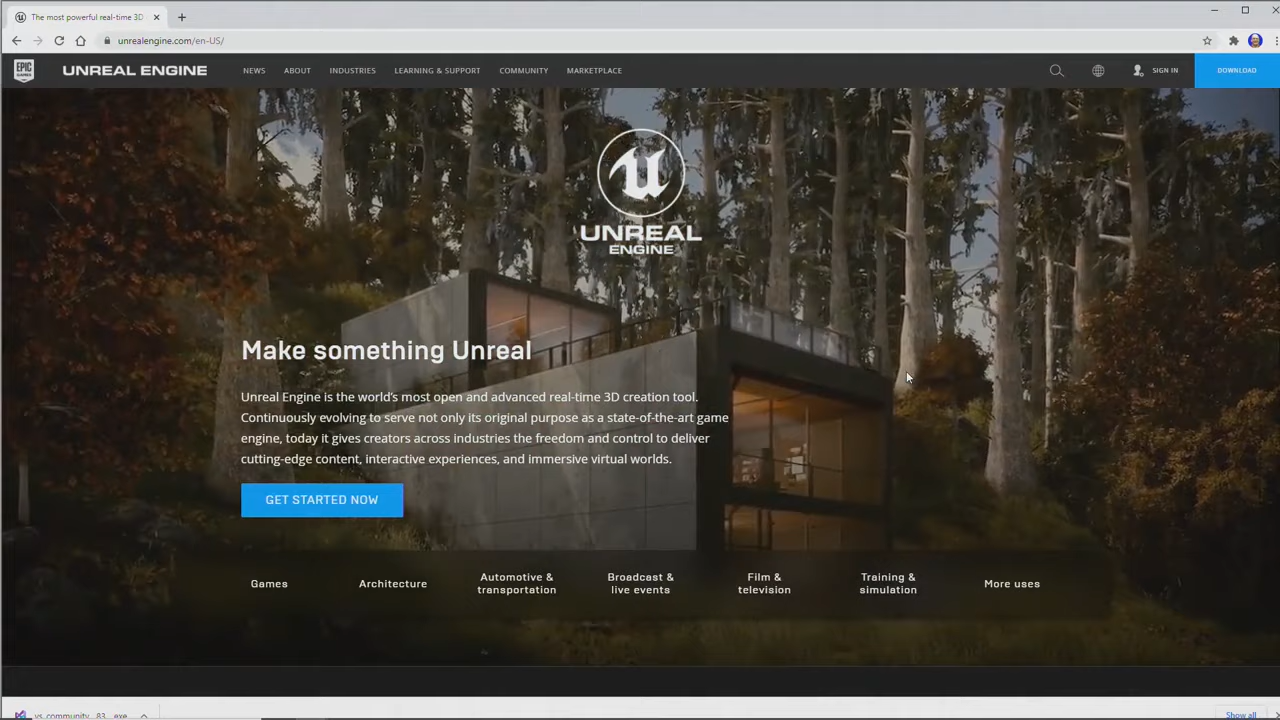 The most powerful real-time 3D
unrealengine.com/en-US/
EPIC GAMES
UNREAL ENGINE
NEWS
ABOUT
INDUSTRIES
LEARNING & SUPPORT
COMMUNITY
MARKETPLACE
SIGN IN
DOWNLOAD
UNREAL
ENGINE
Make something Unreal
Unreal Engine is the world's most open and advanced real-time 3D creation tool.
Continuously evolving to serve not only its original purpose as a state-of-the-art game
engine, today it gives creators across industries the freedom and control to deliver
cutting-edge content, interactive experiences, and immersive virtual worlds.
GET STARTED NOW
Games
Architecture
Automotive &
transportation
Broadcast &
live events
Film &
television
Training &
simulation
More uses
vs_community__83_.exe
Show all